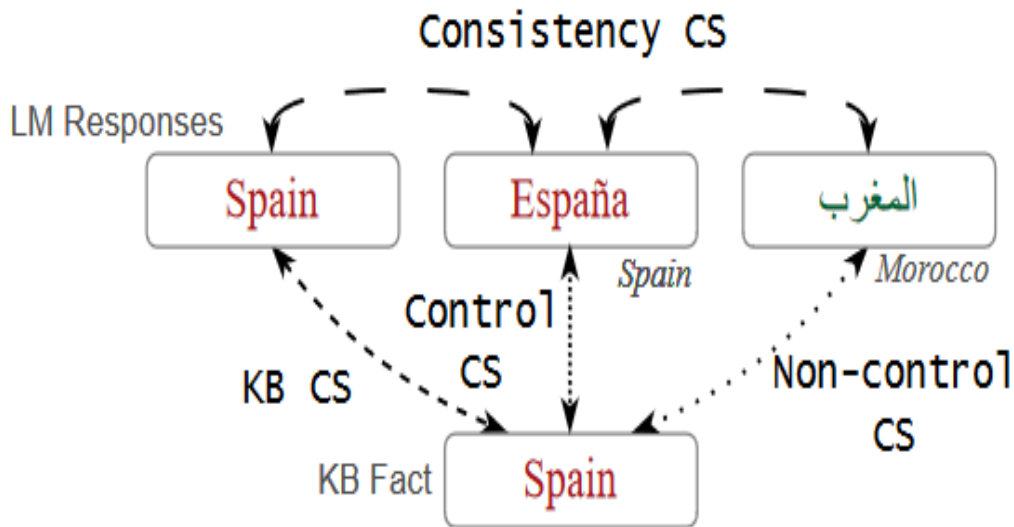 Consistency CS
LM Responses
Spain
España
المغرب
Spain
Morocco
Control
CS
KB CS
Non-control
CS
KB Fact
Spain